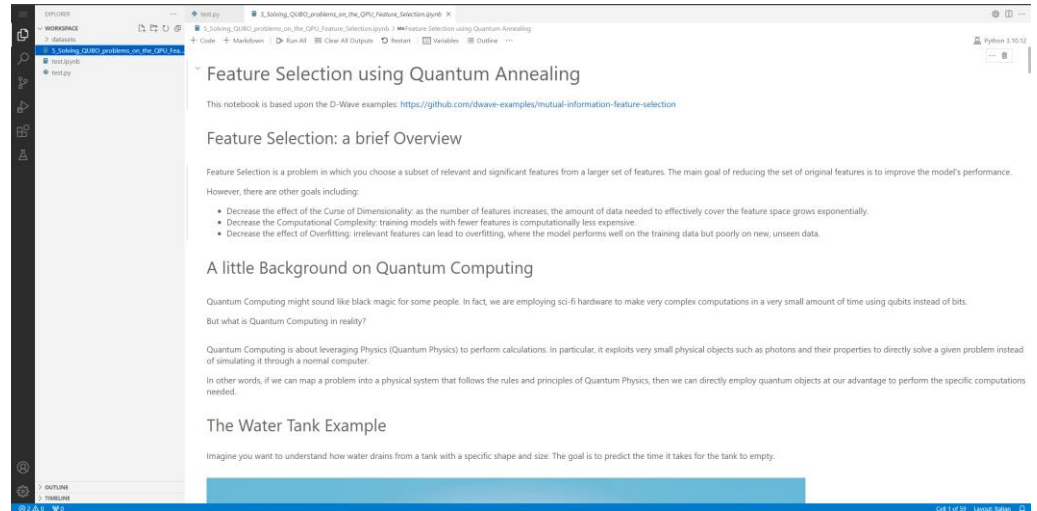 EXPLORER
test.py
5_Solving_QUBO_problems_on_the_QPU_Feature_Selection.ipynb
WORKSPACE
5_Solving_QUBO_problems_on_the_QPU_Feature_Selection.ipynb > Feature Selection using Quantum Annealing
datasets
Code Markdown Run All Clear All Outputs Restart Variables Outline ...
Python 3.10.12
5_Solving_QUBO_problems_on_the_QPU_Fea...
test.ipynb
test.py
Feature Selection using Quantum Annealing
This notebook is based upon the D-Wave examples: https://github.com/dwave-examples/mutual-information-feature-selection
Feature Selection: a brief Overview
Feature Selection is a problem in which you choose a subset of relevant and significant features from a larger set of features. The main goal of reducing the set of original features is to improve the model's performance.
However, there are other goals including:
• Decrease the effect of the Curse of Dimensionality: as the number of features increases, the amount of data needed to effectively cover the feature space grows exponentially.
• Decrease the Computational Complexity: training models with fewer features is computationally less expensive.
• Decrease the effect of Overfitting: irrelevant features can lead to overfitting, where the model performs well on the training data but poorly on new, unseen data.
A little Background on Quantum Computing
Quantum Computing might sound like black magic for some people. In fact, we are employing sci-fi hardware to make very complex computations in a very small amount of time using qubits instead of bits.
But what is Quantum Computing in reality?
Quantum Computing is about leveraging Physics (Quantum Physics) to perform calculations. In particular, it exploits very small physical objects such as photons and their properties to directly solve a given problem instead
of simulating it through a normal computer.
In other words, if we can map a problem into a physical system that follows the rules and principles of Quantum Physics, then we can directly employ quantum objects at our advantage to perform the specific computations
needed.
The Water Tank Example
Imagine you want to understand how water drains from a tank with a specific shape and size. The goal is to predict the time it takes for the tank to empty.
OUTLINE
TIMELINE
2 0 0
Cell 1 of 59 Layout: Italian